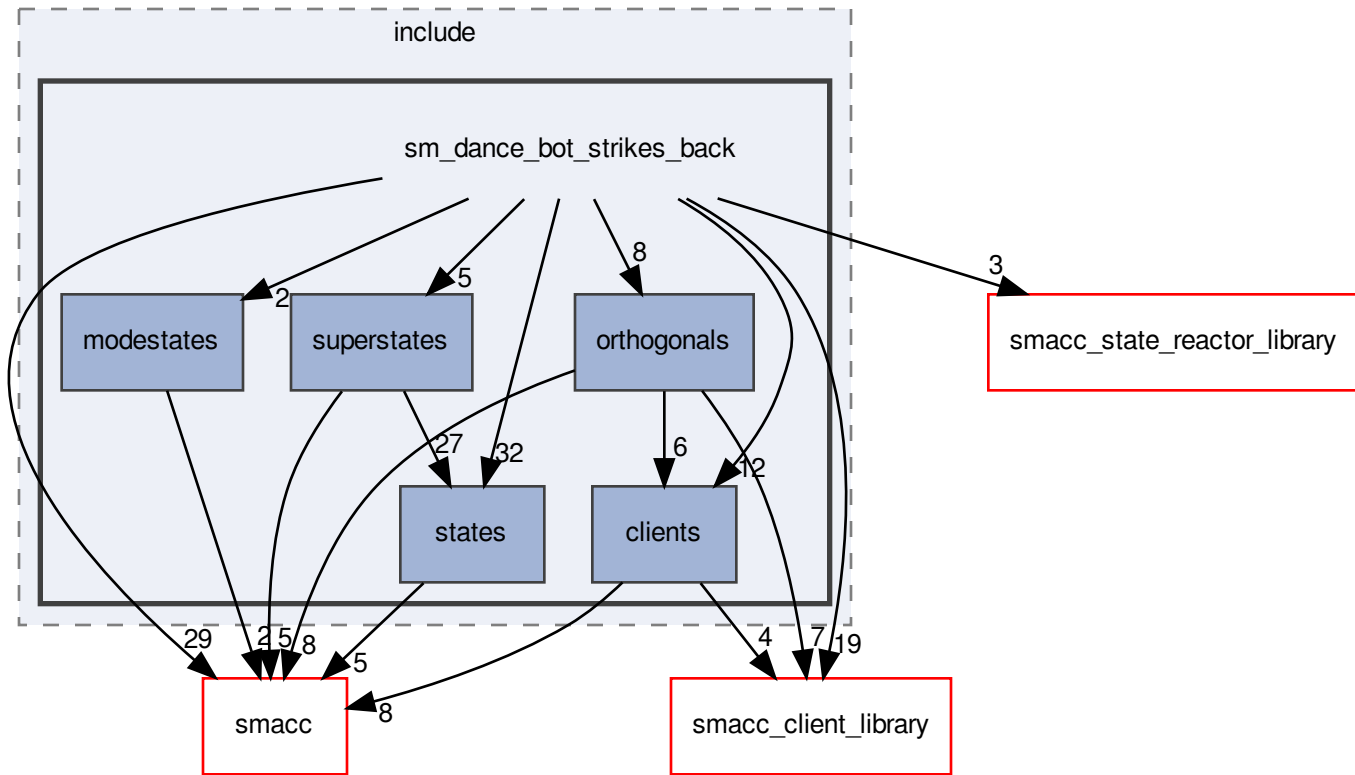 include
sm_dance_bot_strikes_back
8
3
2
5
modestates
superstates
orthogonals
smacc_state_reactor_library
27
32
6
12
states
clients
29
2
5
8
5
4
7
19
8
smacc
smacc_client_library